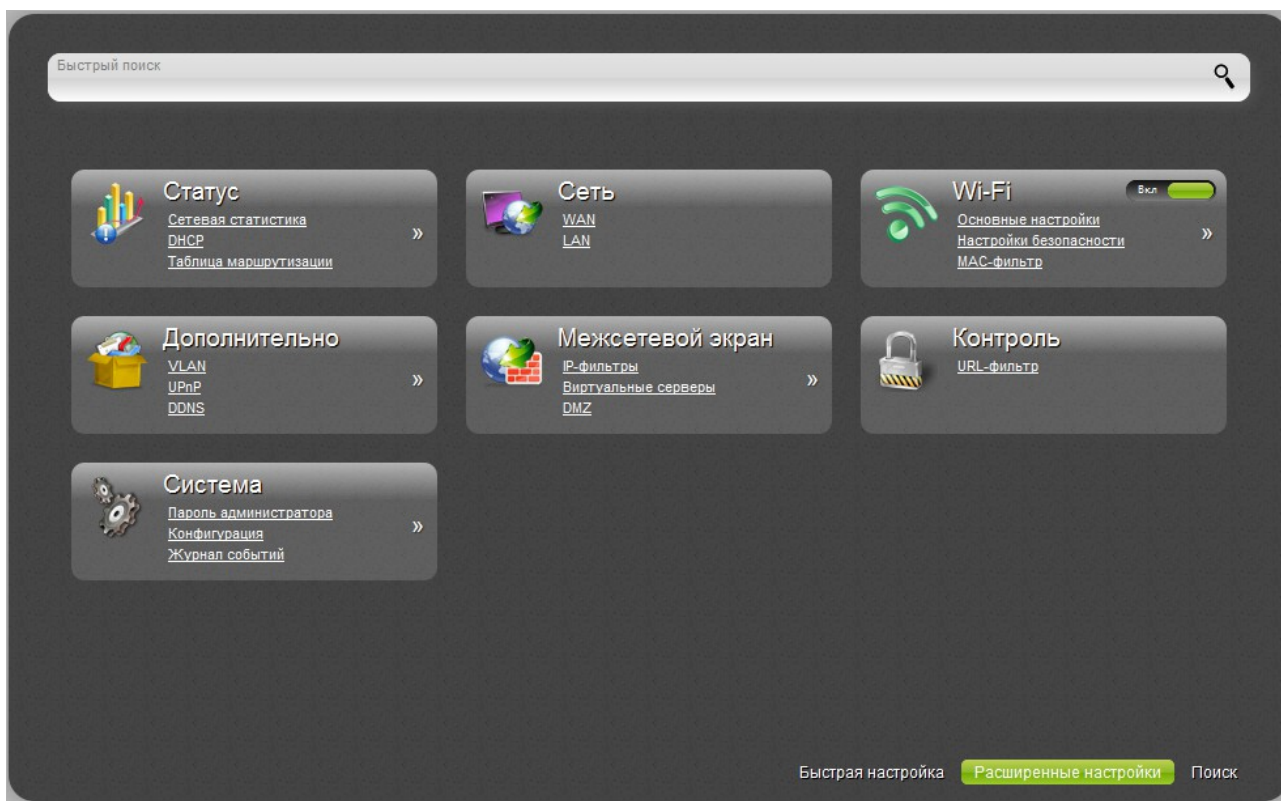 Быстрый поиск
Статус
Сетевая статистика
DHCP
Таблица маршрутизации
»
Сеть
WAN
LAN
Wi-Fi
Вкл
Основные настройки
Настройки безопасности
MAC-фильтр
»
Дополнительно
VLAN
UPnP
DDNS
»
Межсетевой экран
IP-фильтры
Виртуальные серверы
DMZ
»
Контроль
URL-фильтр
Система
Пароль администратора
Конфигурация
Журнал событий
»
Быстрая настройка Расширенные настройки Поиск